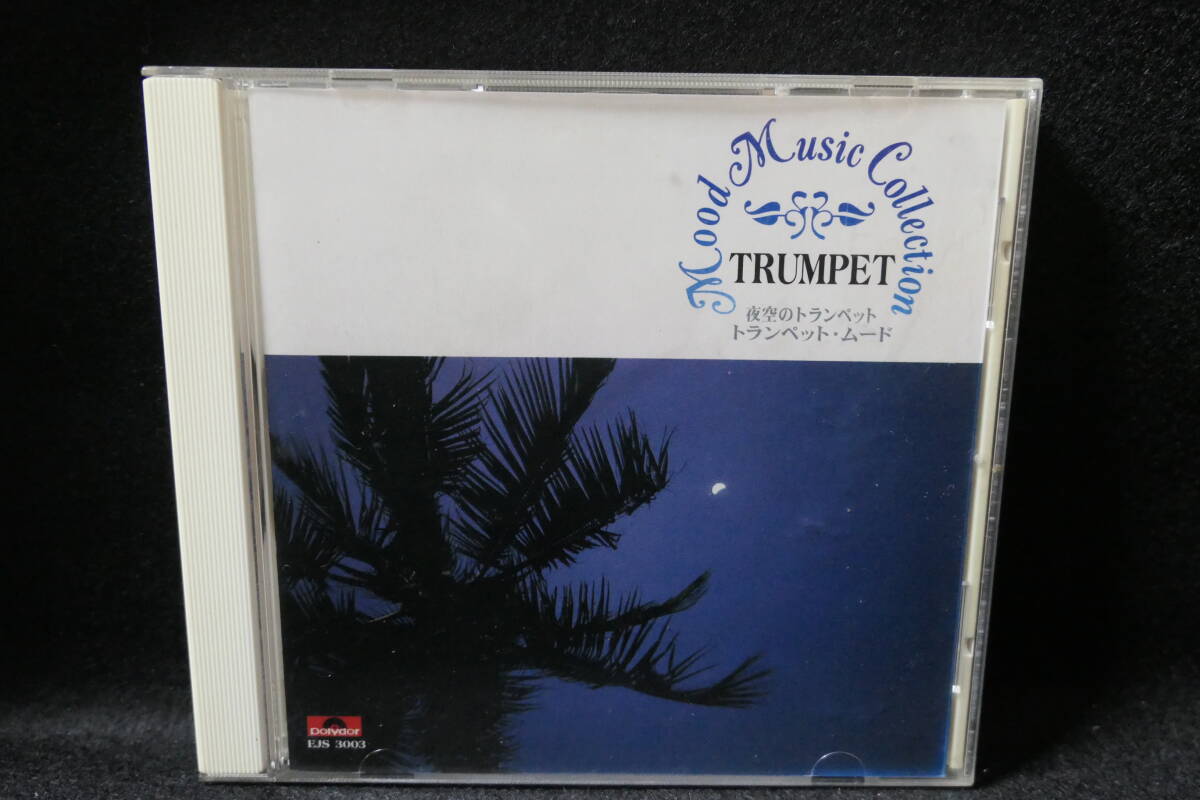 Mood Music Collection
TRUMPET
夜空のトランペット
トランペット・ムード
Polydor
EJS 3003